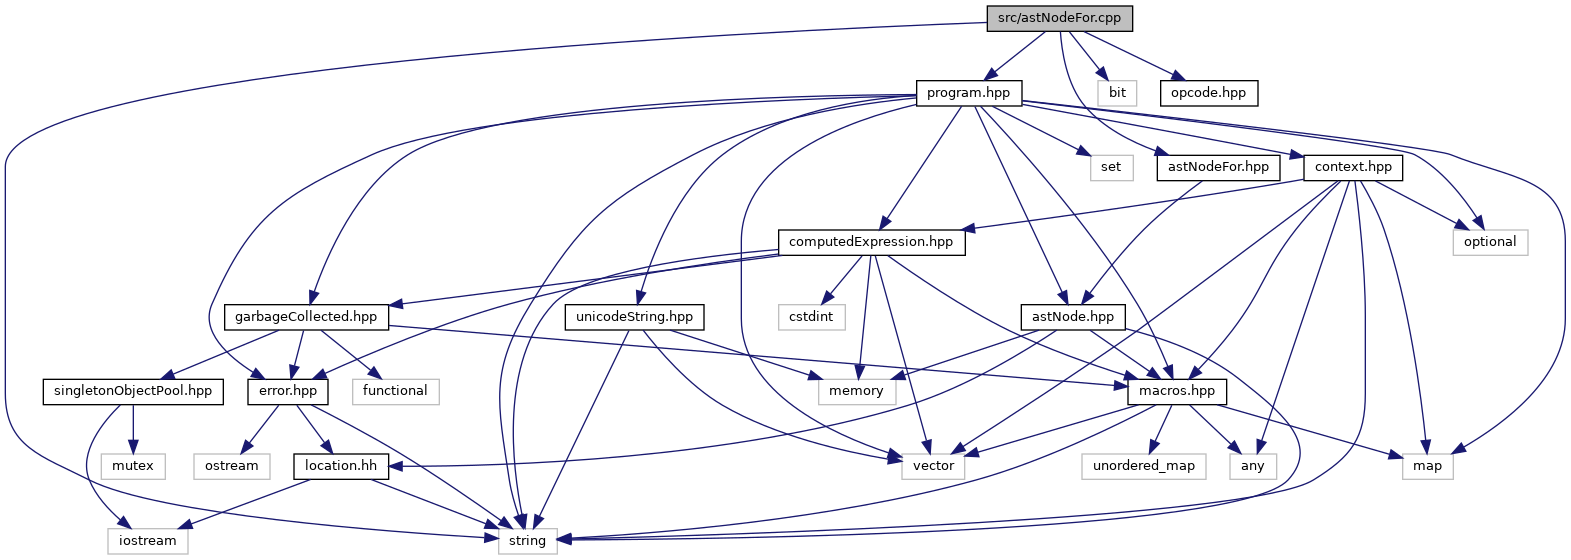 src/astNodeFor.cpp
program.hpp
bit
opcode.hpp
set
astNodeFor.hpp
context.hpp
computedExpression.hpp
optional
garbageCollected.hpp
unicodeString.hpp
cstdint
astNode.hpp
singletonObjectPool.hpp
error.hpp
functional
memory
macros.hpp
mutex
ostream
location.hh
vector
unordered_map
any
map
iostream
string